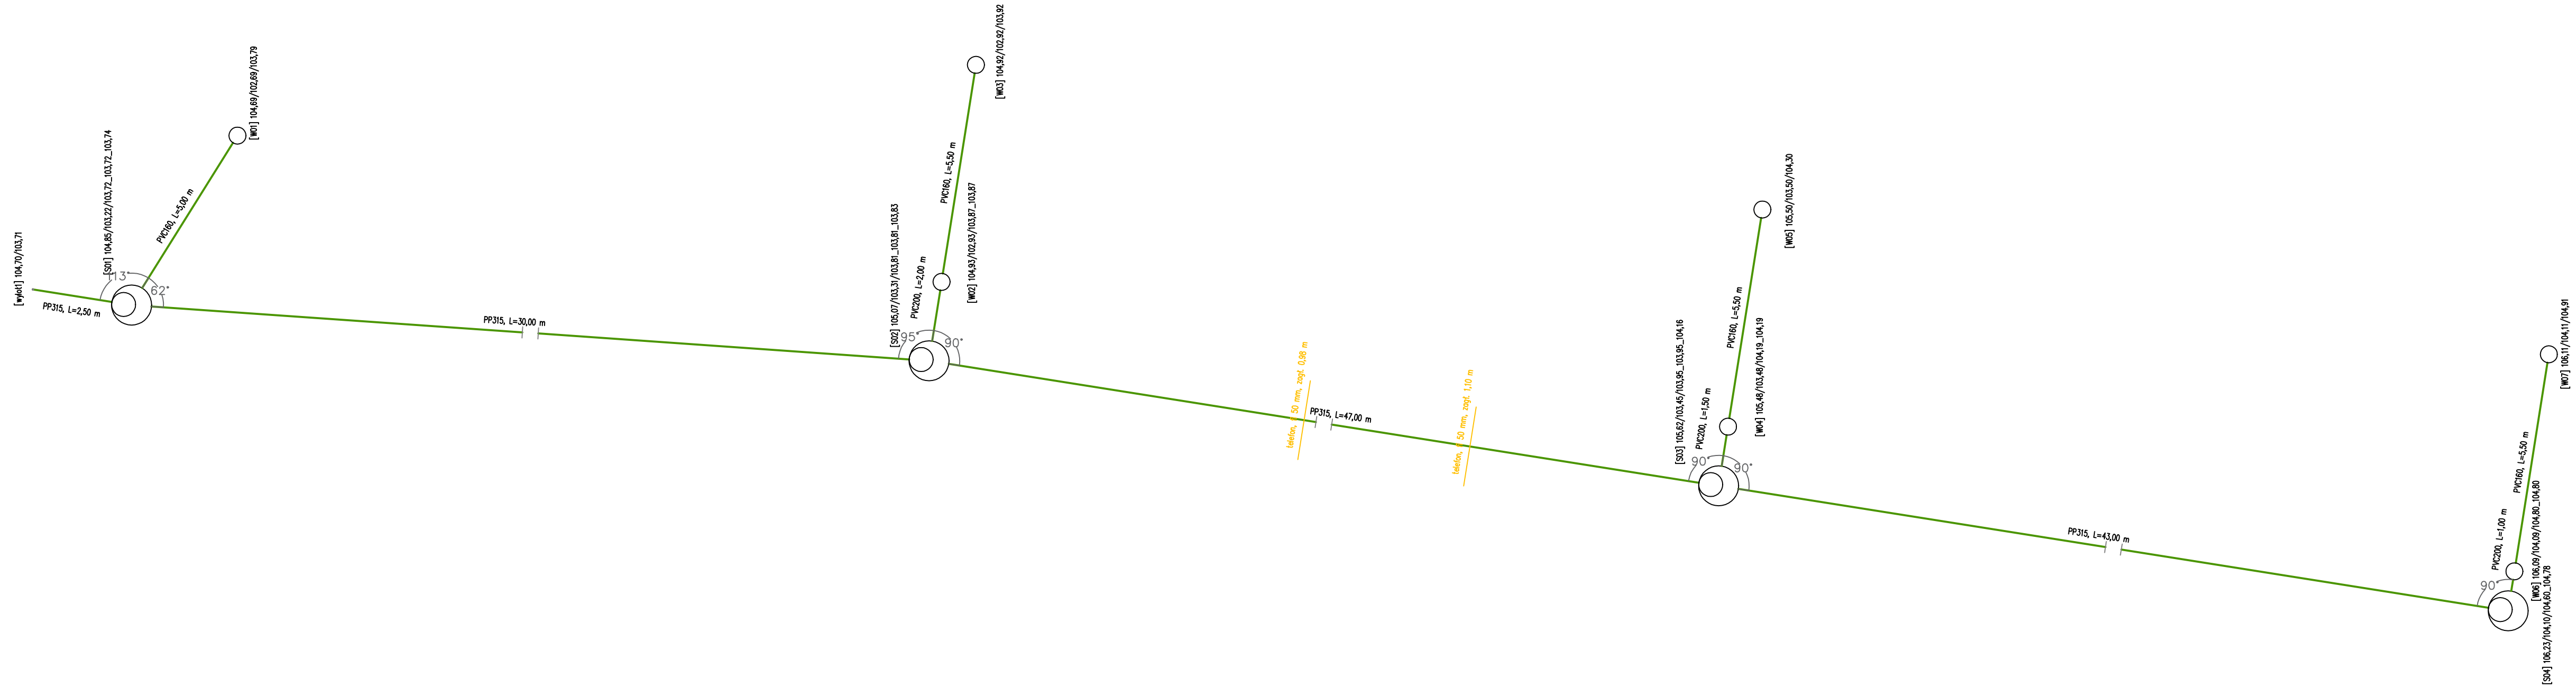 [wylot1] 104,70/103,71
PP315, L=2,50 m
[S01] 104,85/103,22/103,72_103,72_103,74
113°
62°
PVC160, L=5,00 m
[W01] 104,69/102,69/103,79
PP315, L=30,00 m
[S02] 105,07/103,31/103,81_103,81_103,83
95°
90°
PVC200, L=2,00 m
[W02] 104,93/102,93/103,87_103,87
PVC160, L=5,50 m
[W03] 104,92/102,92/103,92
telefon, 50 mm, zagł. 0,98 m
PP315, L=47,00 m
telefon, 50 mm, zagł. 1,10 m
[S03] 105,62/103,45/103,95_103,95_104,16
90°
90°
PVC200, L=1,50 m
[W04] 105,48/103,48/104,19_104,19
PVC160, L=5,50 m
[W05] 105,50/103,50/104,30
PP315, L=43,00 m
90°
PVC200, L=1,00 m
[W06] 106,09/104,09/104,80_104,80
[S04] 106,23/104,10/104,60_104,78
PVC160, L=5,50 m
[W07] 106,11/104,11/104,91